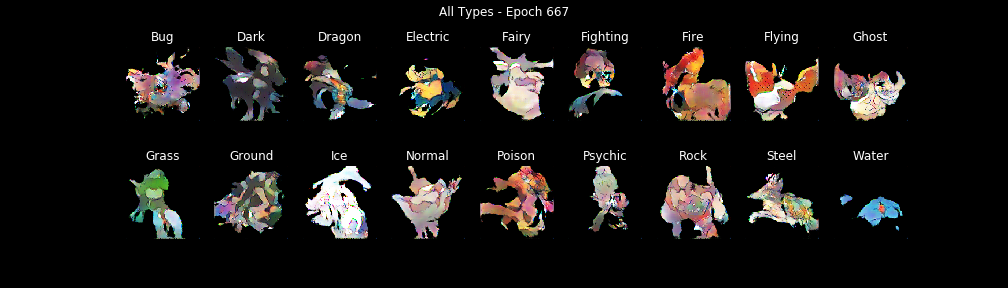 All Types - Epoch 667
Bug Dark Dragon Electric Fairy Fighting Fire Flying Ghost
Grass Ground Ice Normal Poison Psychic Rock Steel Water